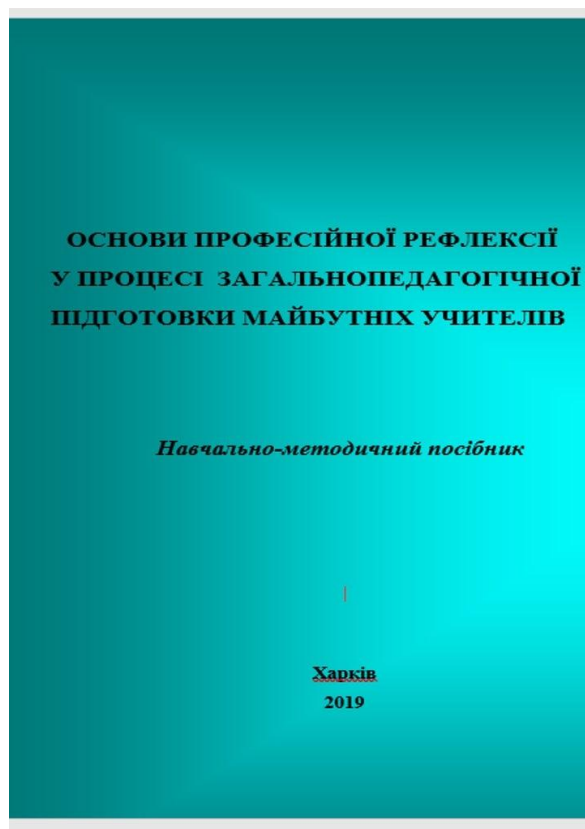 ОСНОВИ ПРОФЕСІЙНОЇ РЕФЛЕКСІЇ
У ПРОЦЕСІ ЗАГАЛЬНОПЕДАГОГІЧНОЇ
ПІДГОТОВКИ МАЙБУТНІХ УЧИТЕЛІВ
Навчально-методичний посібник
Харків
2019